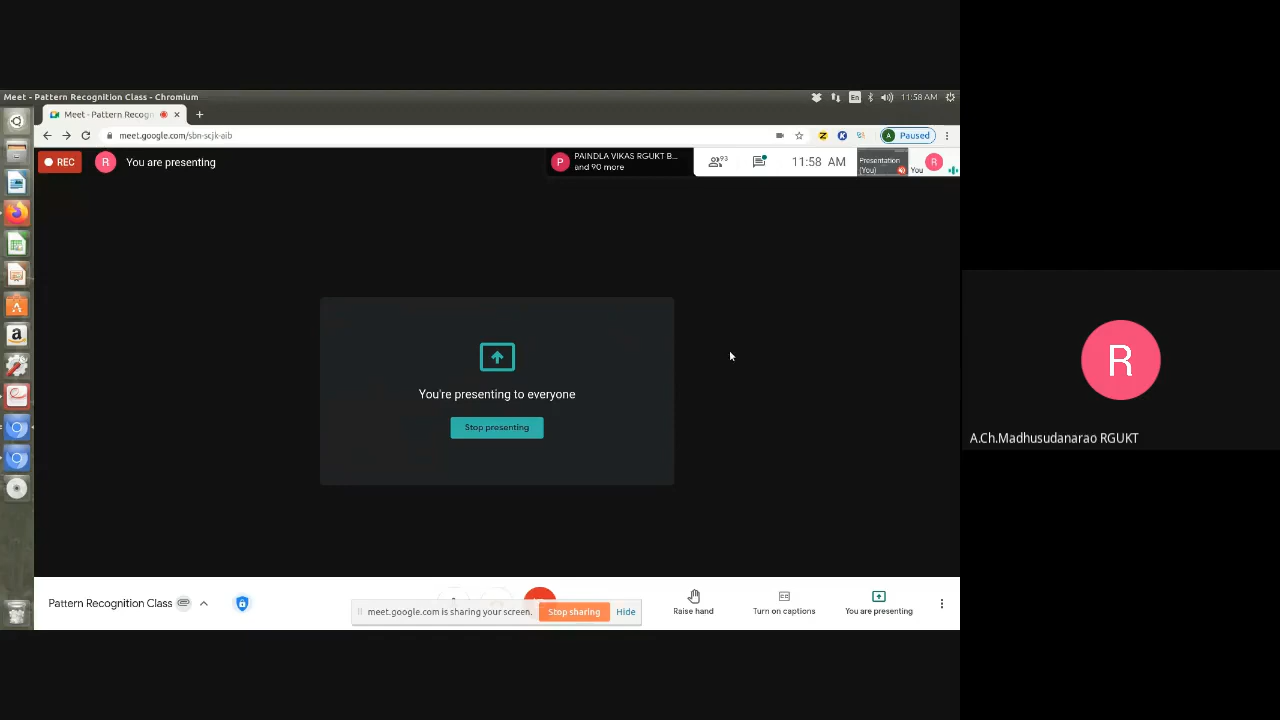 Meet - Pattern Recognition Class - Chromium
En
11:58 AM
Meet - Pattern Recogn
meet.google.com/sbn-scjk-aib
A
Paused
REC
R
You are presenting
P
PAINDLA VIKAS RGUKT B...
and 90 more
93
11:58 AM
Presentation
(You)
You
R
You're presenting to everyone
Stop presenting
R
A.Ch.Madhusudanarao RGUKT
Pattern Recognition Class
meet.google.com is sharing your screen.
Stop sharing
Hide
Raise hand
Turn on captions
You are presenting